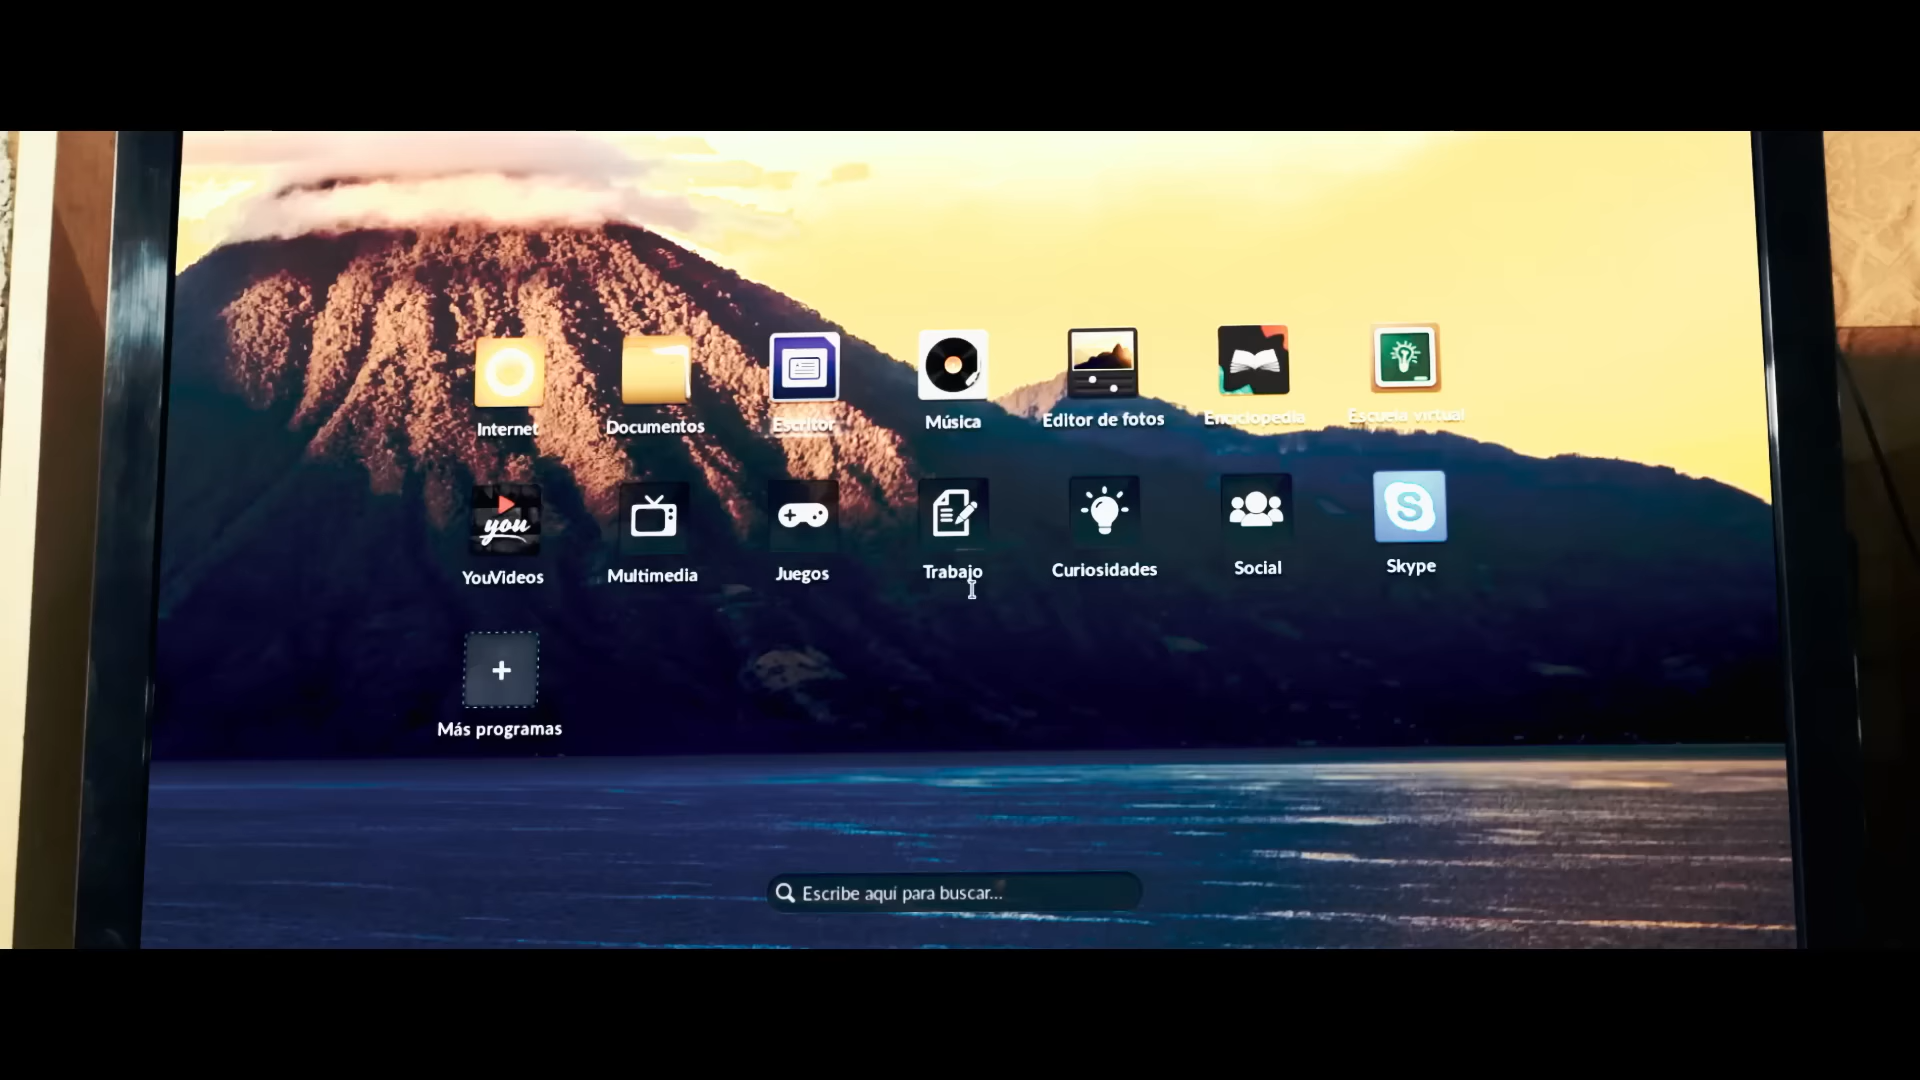 Internet
Documentos
Escritor
Música
Editor de fotos
Enciclopedia
Escuela virtual
you
YouVideos
Multimedia
Juegos
Trabajo
Curiosidades
Social
S
Skype
+
Más programas
Escribe aquí para buscar...